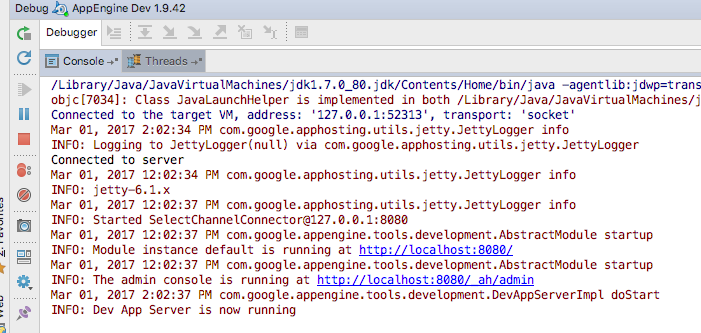 Debug AppEngine Dev 1.9.42
Debugger
Console Threads
/Library/Java/JavaVirtualMachines/jdk1.7.0_80.jdk/Contents/Home/bin/java -agentlib:jdwp=trans
objc[7034]: Class JavaLaunchHelper is implemented in both /Library/Java/JavaVirtualMachines/j
Connected to the target VM, address: '127.0.0.1:52313', transport: 'socket'
Mar 01, 2017 2:02:34 PM com.google.apphosting.utils.jetty.JettyLogger info
INFO: Logging to JettyLogger(null) via com.google.apphosting.utils.jetty.JettyLogger
Connected to server
Mar 01, 2017 12:02:34 PM com.google.apphosting.utils.jetty.JettyLogger info
INFO: jetty-6.1.x
Mar 01, 2017 12:02:37 PM com.google.apphosting.utils.jetty.JettyLogger info
INFO: Started SelectChannelConnector@127.0.0.1:8080
Mar 01, 2017 12:02:37 PM com.google.appengine.tools.development.AbstractModule startup
INFO: Module instance default is running at http://localhost:8080/
Mar 01, 2017 12:02:37 PM com.google.appengine.tools.development.AbstractModule startup
INFO: The admin console is running at http://localhost:8080/_ah/admin
Mar 01, 2017 2:02:37 PM com.google.appengine.tools.development.DevAppServerImpl doStart
INFO: Dev App Server is now running
2: Favorites
Web